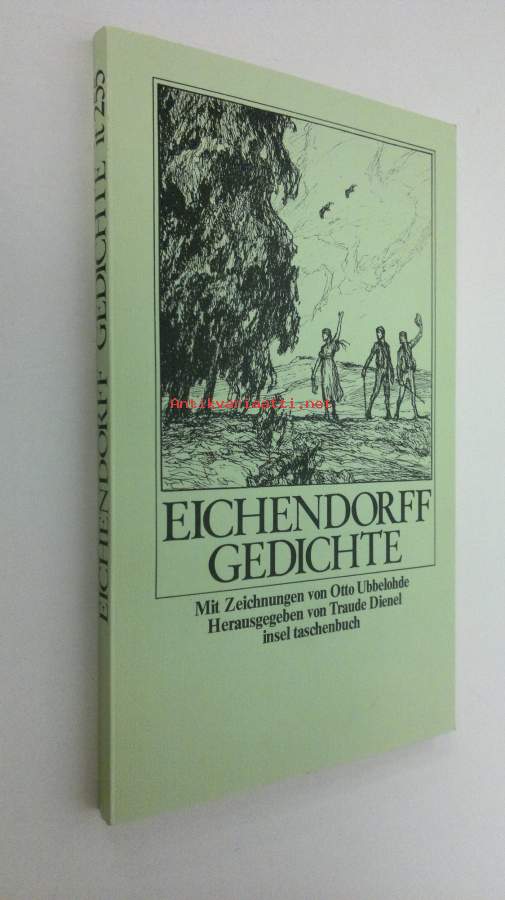 EICHENDORFF GEDICHTE it 255
Antikvariaatti.net
EICHENDORFF
GEDICHTE
Mit Zeichnungen von Otto Ubbelohde
Herausgegeben von Traude Dienel
insel taschenbuch